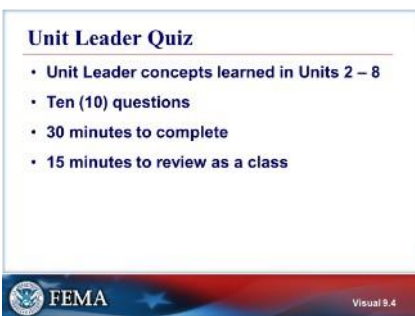 Unit Leader Quiz
• Unit Leader concepts learned in Units 2 – 8
• Ten (10) questions
• 30 minutes to complete
• 15 minutes to review as a class
FEMA
Visual 9.4